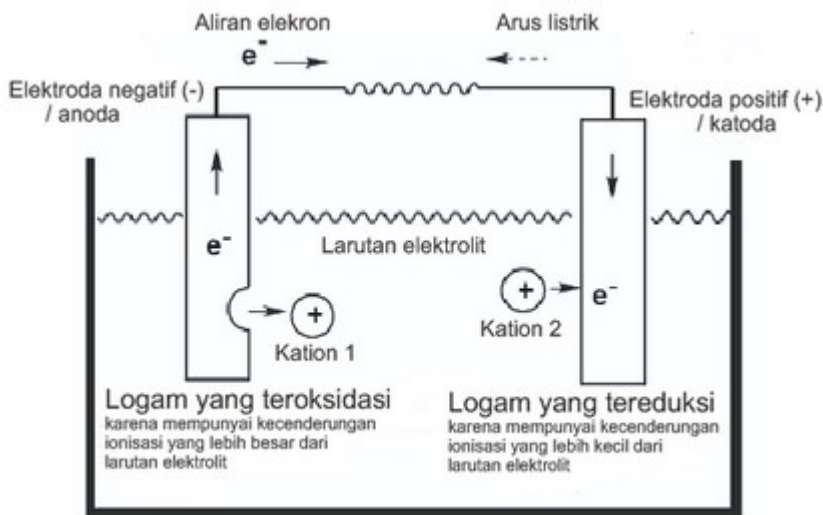 Aliran elekron
Arus listrik
e⁻
Elektroda negatif (-)
/ anoda
Elektroda positif (+)
/ katoda
e⁻
Larutan elektrolit
+
Kation 1
+
Kation 2
e⁻
Logam yang teroksidasi
karena mempunyai kecenderungan
ionisasi yang lebih besar dari
larutan elektrolit
Logam yang tereduksi
karena mempunyai kecenderungan
ionisasi yang lebih kecil dari
larutan elektrolit